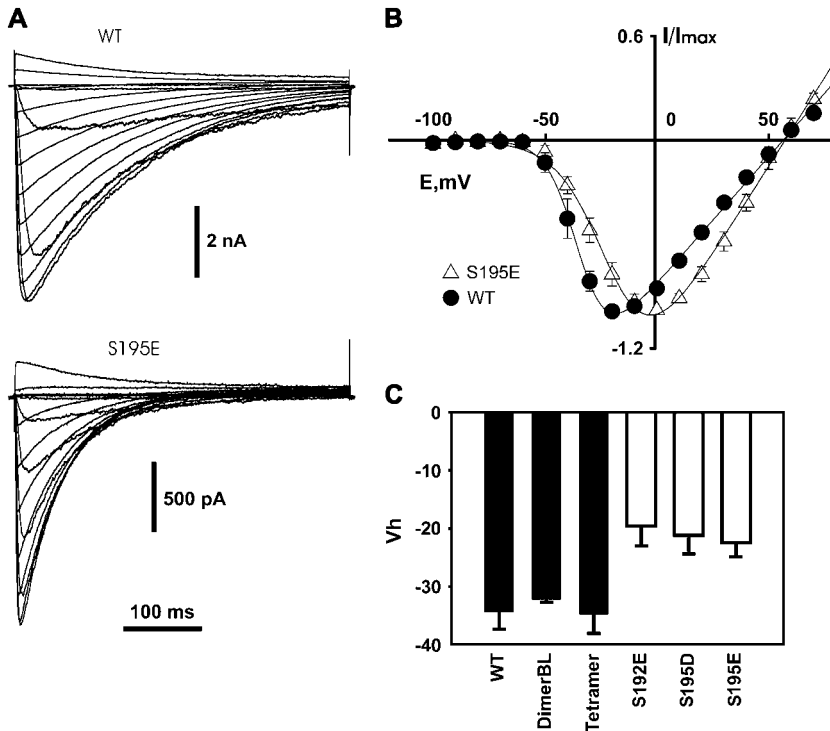 A
WT
2 nA
S195E
500 pA
100 ms
B
I/Imax
0.6
-100
-50
0
50
E,mV
S195E
WT
-1.2
C
0
-10
-20
-30
-40
Vh
WT
DimerBL
Tetramer
S192E
S195D
S195E